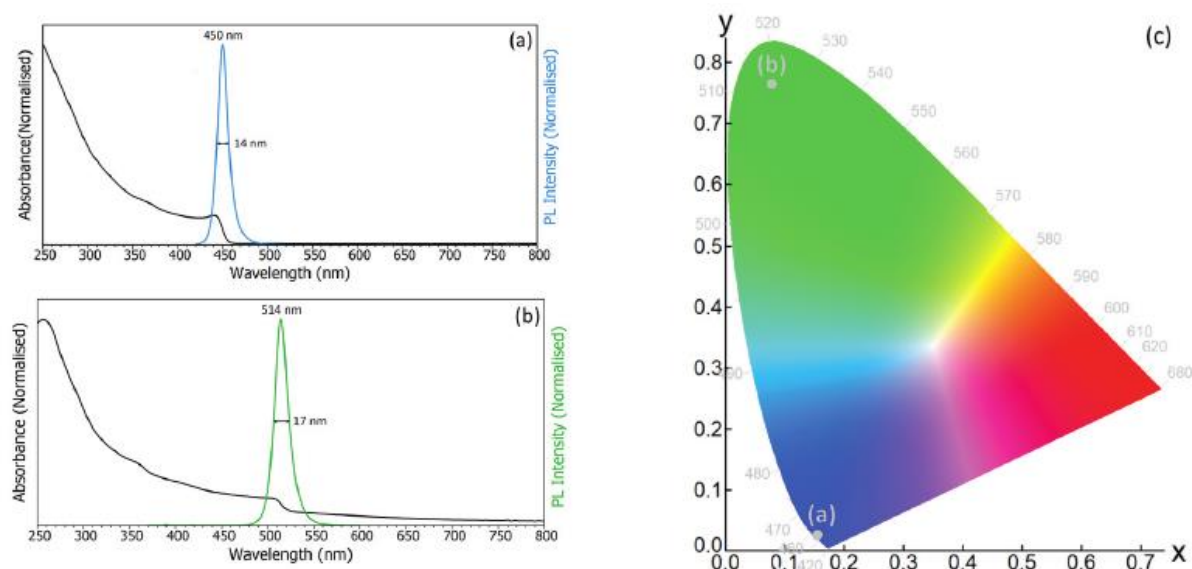 (a)
450 nm
14 nm
Absorbance(Normalised)
PL Intensity (Normalised)
250 300 350 400 450 500 550 600 650 700 750 800
Wavelength (nm)
(b)
514 nm
17 nm
Absorbance (Normalised)
PL Intensity (Normalised)
250 300 350 400 450 500 550 600 650 700 750 800
Wavelength (nm)
(c)
y
0.8
0.7
0.6
0.5
0.4
0.3
0.2
0.1
0.0
0.0 0.1 0.2 0.3 0.4 0.5 0.6 0.7
x
520
530
540
550
560
570
580
590
600
610
620
680
510
500
490
480
470
460
420
(b)
(a)